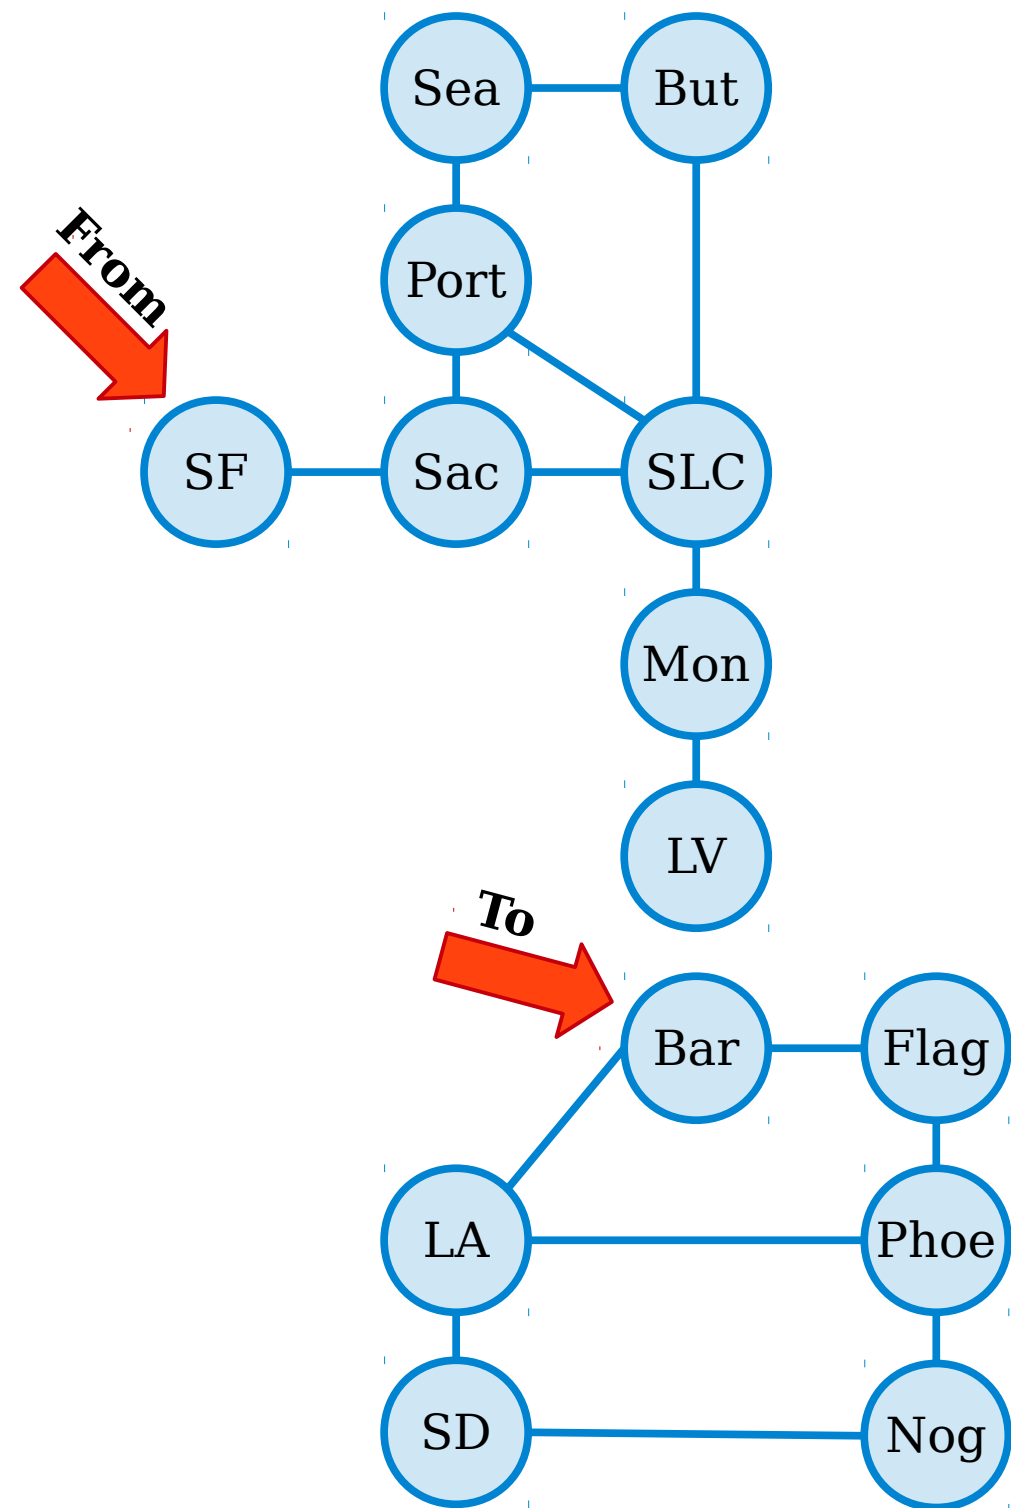 Sea
But
From
Port
SF
Sac
SLC
Mon
LV
To
Bar
Flag
LA
Phoe
SD
Nog